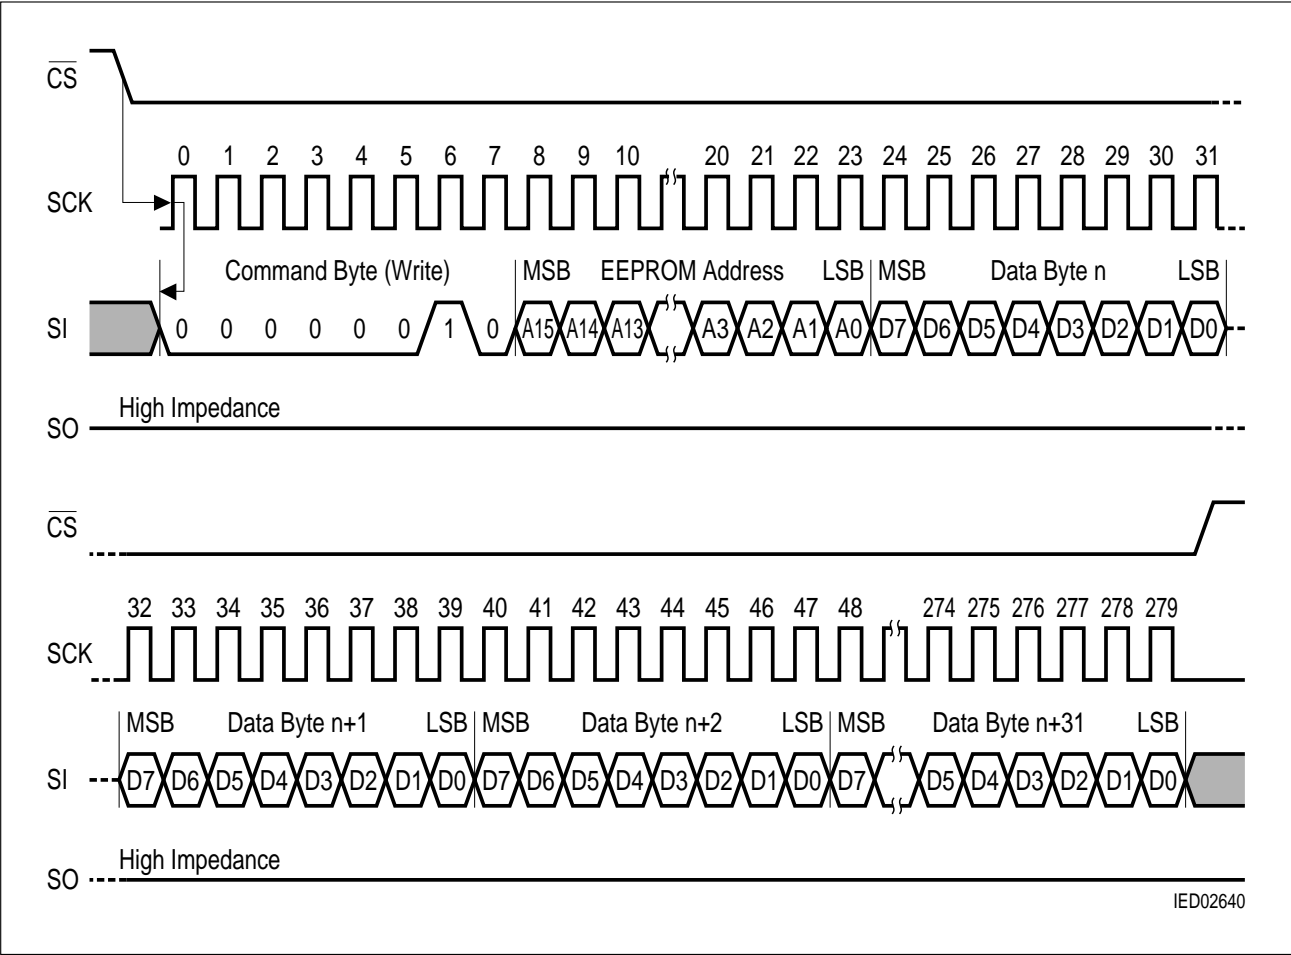 CS
0 1 2 3 4 5 6 7 8 9 10 20 21 22 23 24 25 26 27 28 29 30 31
SCK
Command Byte (Write) MSB EEPROM Address LSB MSB Data Byte n LSB
SI 0 0 0 0 0 0 1 0 A15 A14 A13 A3 A2 A1 A0 D7 D6 D5 D4 D3 D2 D1 D0
High Impedance
SO
CS
32 33 34 35 36 37 38 39 40 41 42 43 44 45 46 47 48 274 275 276 277 278 279
SCK
MSB Data Byte n+1 LSB MSB Data Byte n+2 LSB MSB Data Byte n+31 LSB
SI D7 D6 D5 D4 D3 D2 D1 D0 D7 D6 D5 D4 D3 D2 D1 D0 D7 D5 D4 D3 D2 D1 D0
High Impedance
SO
IED02640